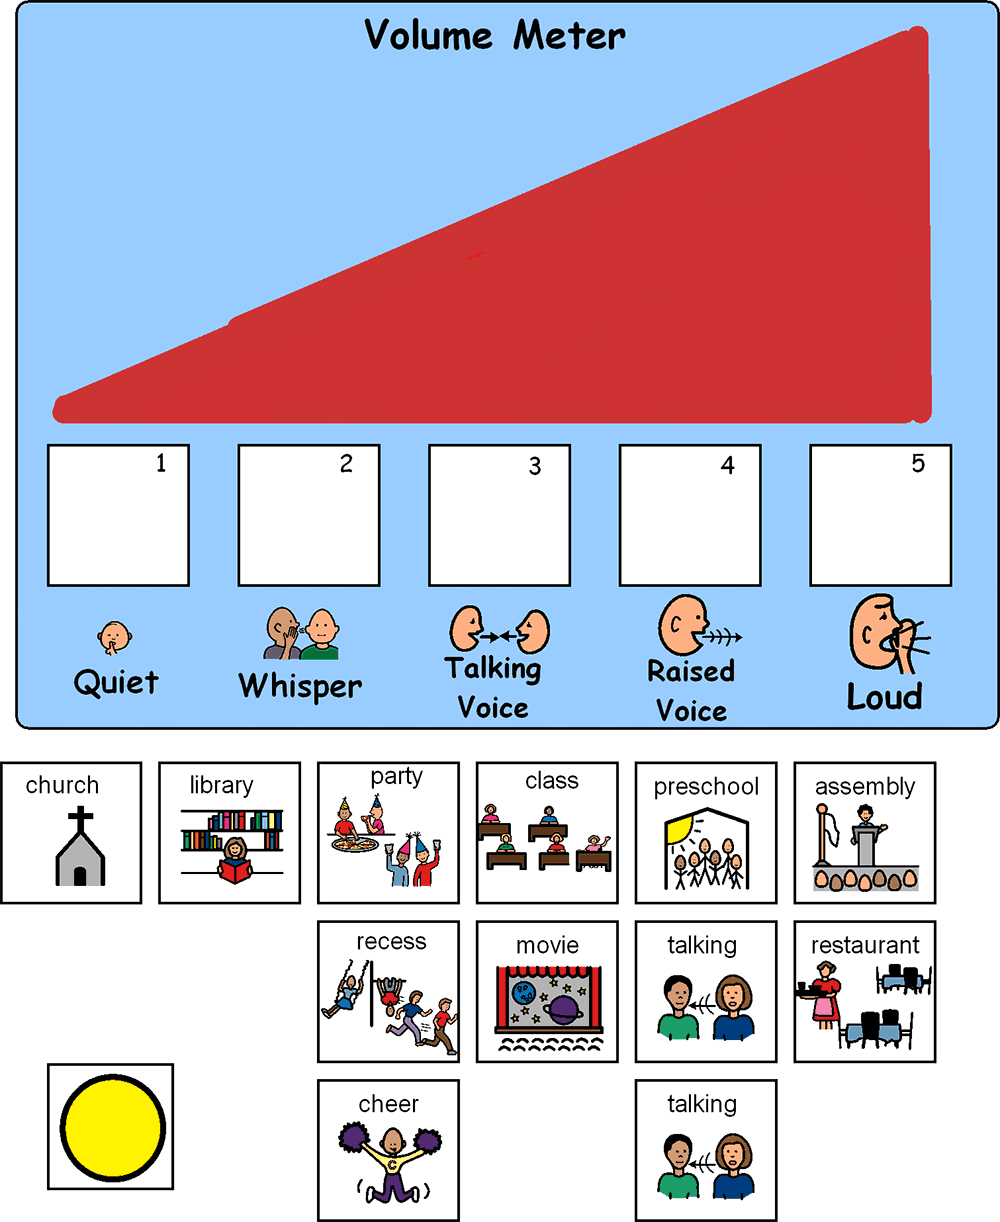 Volume Meter
1 2 3 4 5
Quiet
Whisper
Talking
Voice
Raised
Voice
Loud
church
library
party
class
preschool
assembly
recess
movie
talking
restaurant
cheer
C
talking